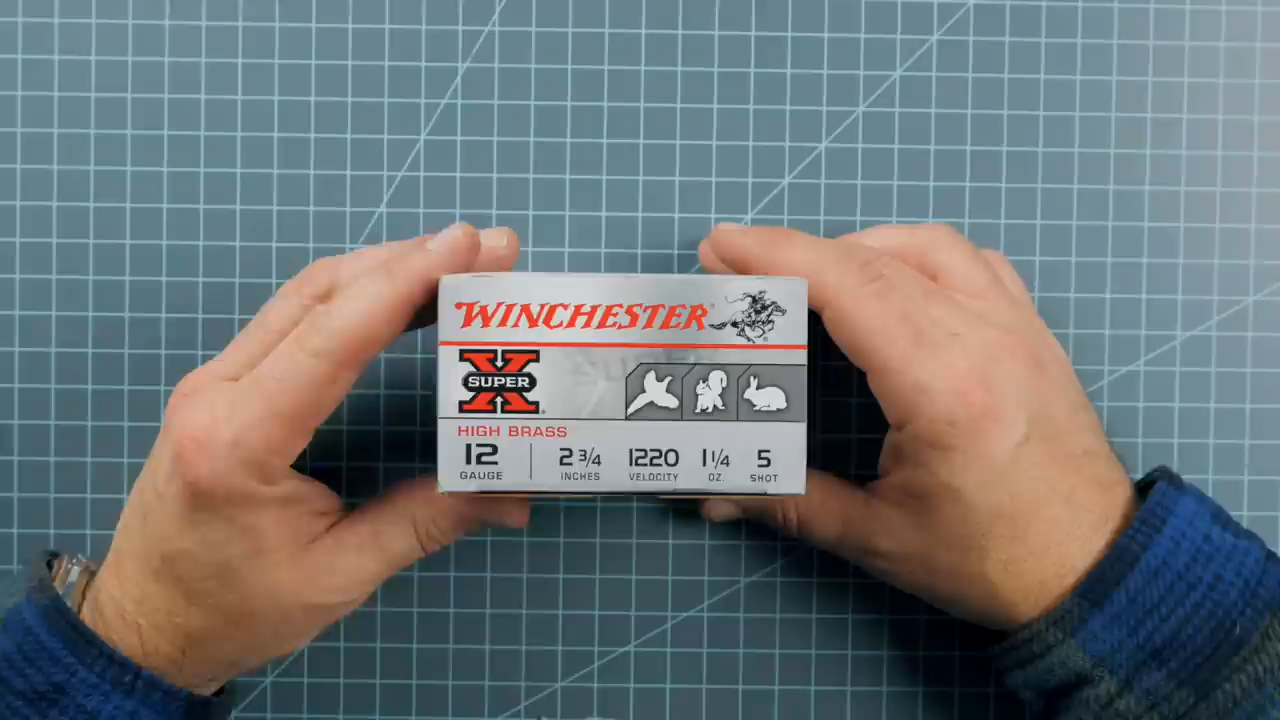 WINCHESTER
SUPER X
HIGH BRASS
12 2 3/4 1220 1 1/4 5
GAUGE INCHES VELOCITY OZ. SHOT